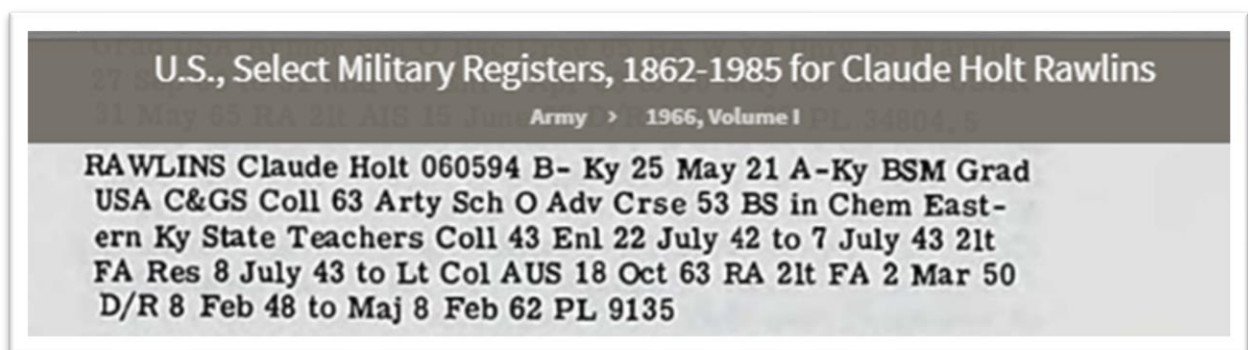 U.S., Select Military Registers, 1862-1985 for Claude Holt Rawlins
Army > 1966, Volume I
RAWLINS Claude Holt 060594 B- Ky 25 May 21 A-Ky BSM Grad
USA C&GS Coll 63 Arty Sch O Adv Crse 53 BS in Chem East-
ern Ky State Teachers Coll 43 Enl 22 July 42 to 7 July 43 2lt
FA Res 8 July 43 to Lt Col AUS 18 Oct 63 RA 2lt FA 2 Mar 50
D/R 8 Feb 48 to Maj 8 Feb 62 PL 9135